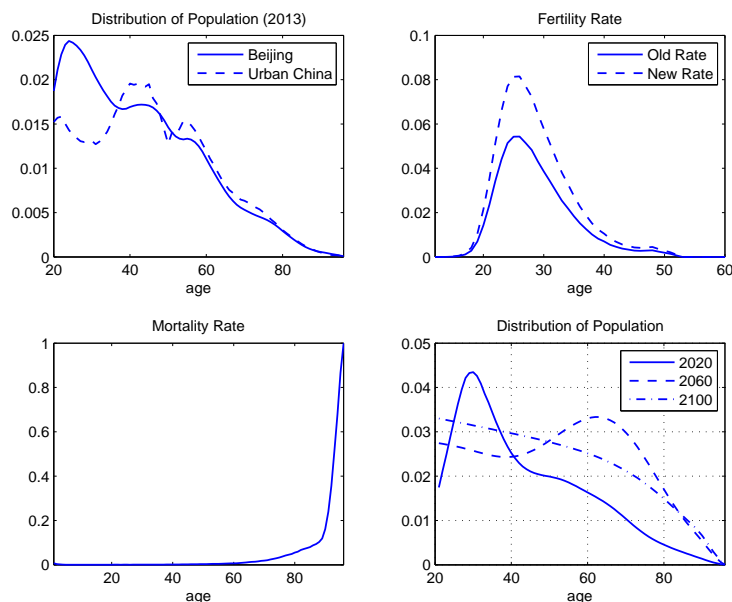 Distribution of Population (2013)
0.025
0.02
0.015
0.01
0.005
0
20 40 60 80
age
Beijing
Urban China
Fertility Rate
0.1
0.08
0.06
0.04
0.02
0
20 30 40 50 60
age
Old Rate
New Rate
Mortality Rate
1
0.8
0.6
0.4
0.2
0
20 40 60 80
age
Distribution of Population
0.05
0.04
0.03
0.02
0.01
0
20 40 60 80
age
2020
2060
2100